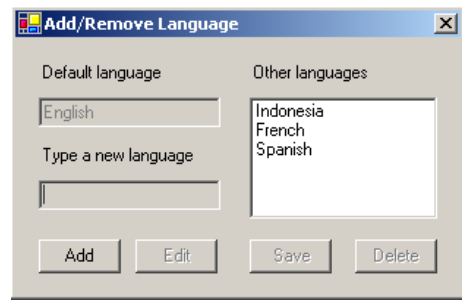 Add/Remove Language
Default language
English
Type a new language
Other languages
Indonesia
French
Spanish
Add
Edit
Save
Delete